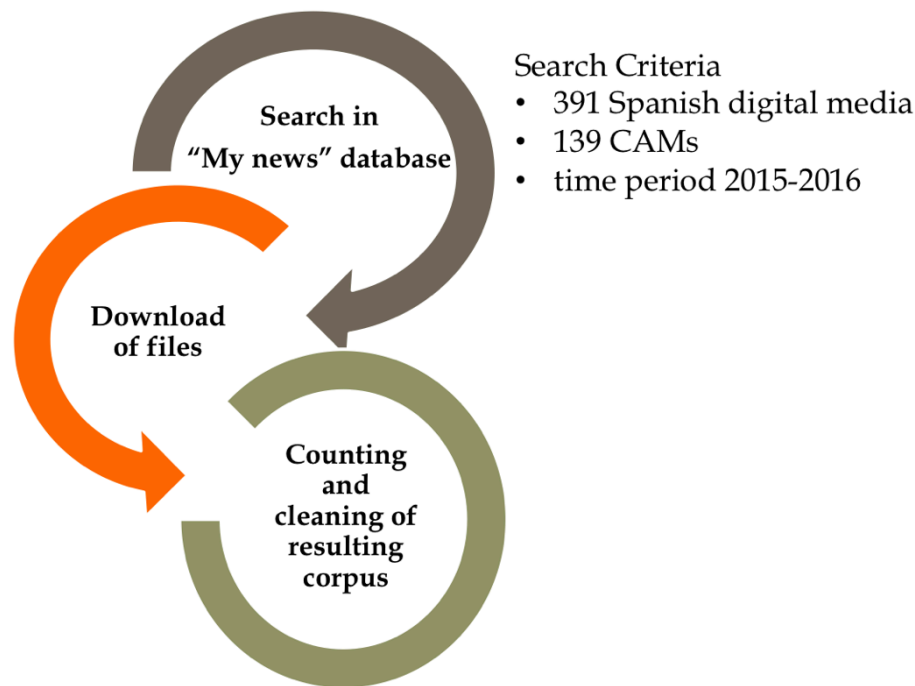 Search in
“My news” database
Search Criteria
• 391 Spanish digital media
• 139 CAMs
• time period 2015-2016
Download
of files
Counting
and
cleaning of
resulting
corpus